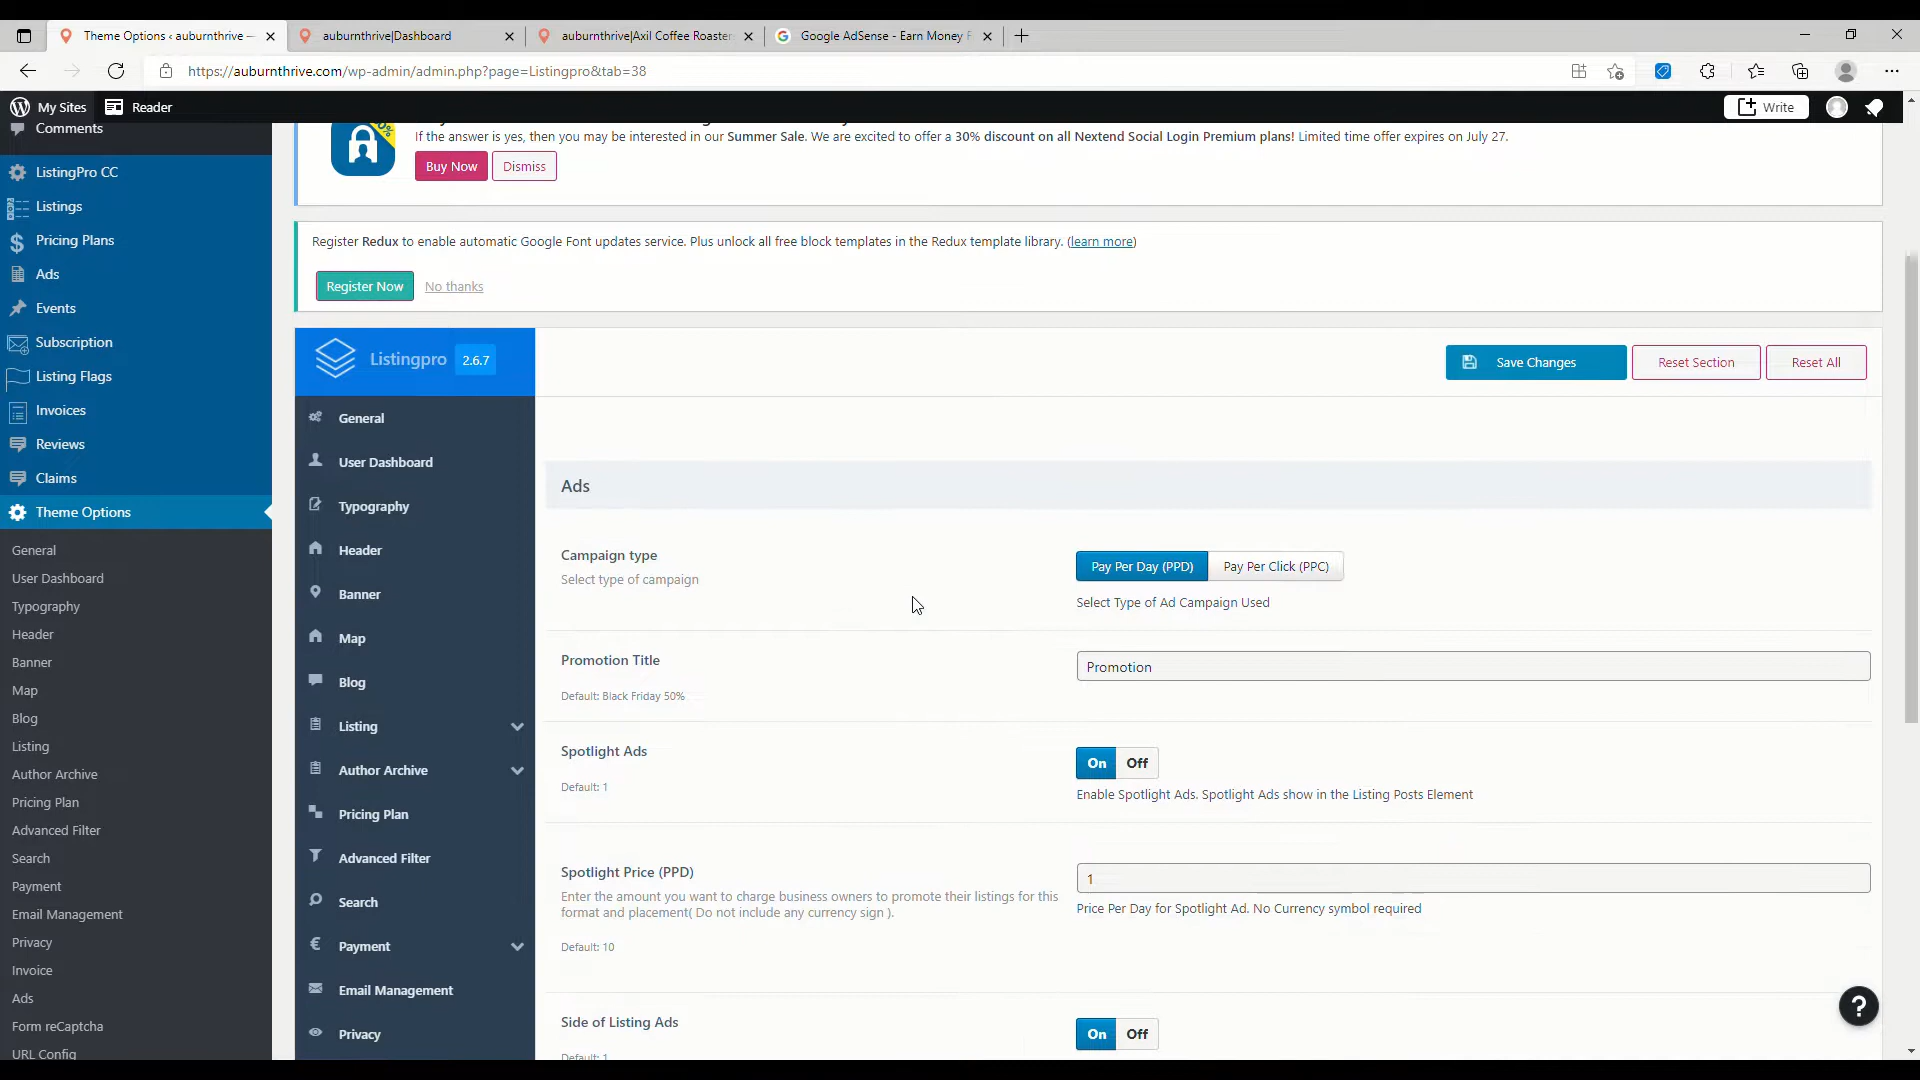 Theme Options ‹ auburnthrive —
auburnthrive|Dashboard
auburnthrive|Axil Coffee Roaster
Google AdSense - Earn Money F
https://auburnthrive.com/wp-admin/admin.php?page=Listingpro&tab=38
My Sites
Reader
Write
Comments
ListingPro CC
Listings
Pricing Plans
Ads
Events
Subscription
Listing Flags
Invoices
Reviews
Claims
Theme Options
General
User Dashboard
Typography
Header
Banner
Map
Blog
Listing
Author Archive
Pricing Plan
Advanced Filter
Search
Payment
Email Management
Privacy
Invoice
Ads
Form reCaptcha
URL Config
If the answer is yes, then you may be interested in our Summer Sale. We are excited to offer a 30% discount on all Nextend Social Login Premium plans! Limited time offer expires on July 27.
Buy Now
Dismiss
Register Redux to enable automatic Google Font updates service. Plus unlock all free block templates in the Redux template library. (learn more)
Register Now
No thanks
Listingpro
2.6.7
Save Changes
Reset Section
Reset All
General
User Dashboard
Typography
Header
Banner
Map
Blog
Listing
Author Archive
Pricing Plan
Advanced Filter
Search
Payment
Email Management
Privacy
Ads
Campaign type
Select type of campaign
Pay Per Day (PPD)
Pay Per Click (PPC)
Select Type of Ad Campaign Used
Promotion Title
Default: Black Friday 50%
Promotion
Spotlight Ads
Default: 1
On
Off
Enable Spotlight Ads. Spotlight Ads show in the Listing Posts Element
Spotlight Price (PPD)
Enter the amount you want to charge business owners to promote their listings for this
format and placement( Do not include any currency sign ).
Default: 10
1
Price Per Day for Spotlight Ad. No Currency symbol required
Side of Listing Ads
Default: 1
On
Off
?